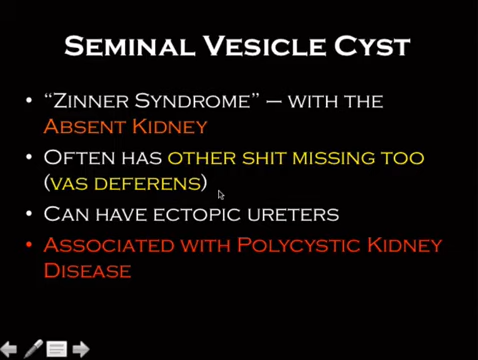 Seminal Vesicle Cyst
• "Zinner Syndrome" – with the
Absent Kidney
• Often has other shit missing too
(vas deferens)
• Can have ectopic ureters
• Associated with Polycystic Kidney
Disease